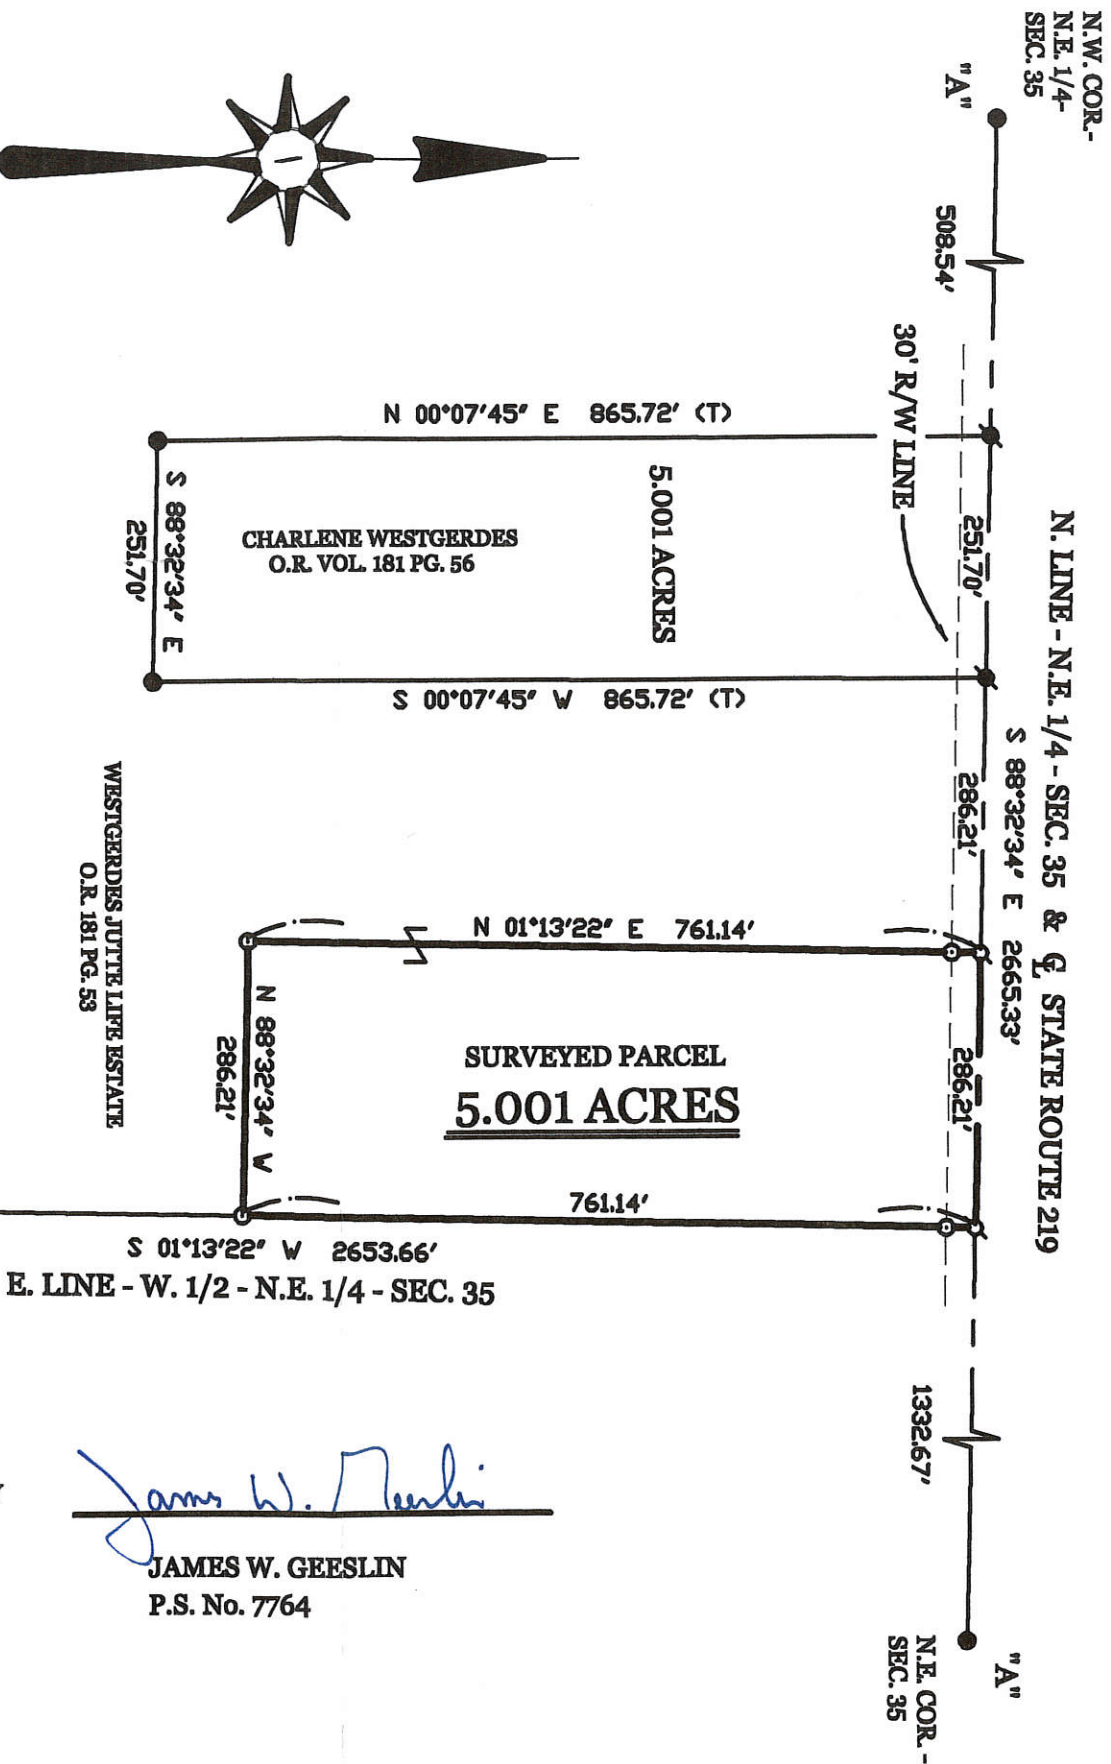 N.W. COR.-
N.E. 1/4-
SEC. 35
"A"
508.54'
30' R/W LINE
N. LINE - N.E. 1/4 - SEC. 35 & ℄ STATE ROUTE 219
S 88°32'34" E 2665.33'
251.70'
286.21'
286.21'
1332.67'
"A"
N.E. COR. -
SEC. 35
N 00°07'45" E 865.72' (T)
5.001 ACRES
CHARLENE WESTGERDES
O.R. VOL. 181 PG. 56
S 88°32'34" E
251.70'
S 00°07'45" W 865.72' (T)
WESTGERDES JUTTE LIFE ESTATE
O.R. 181 PG. 53
N 01°13'22" E 761.14'
SURVEYED PARCEL
5.001 ACRES
N 88°32'34" W
286.21'
761.14'
S 01°13'22" W 2653.66'
E. LINE - W. 1/2 - N.E. 1/4 - SEC. 35
James W. Geeslin
JAMES W. GEESLIN
P.S. No. 7764